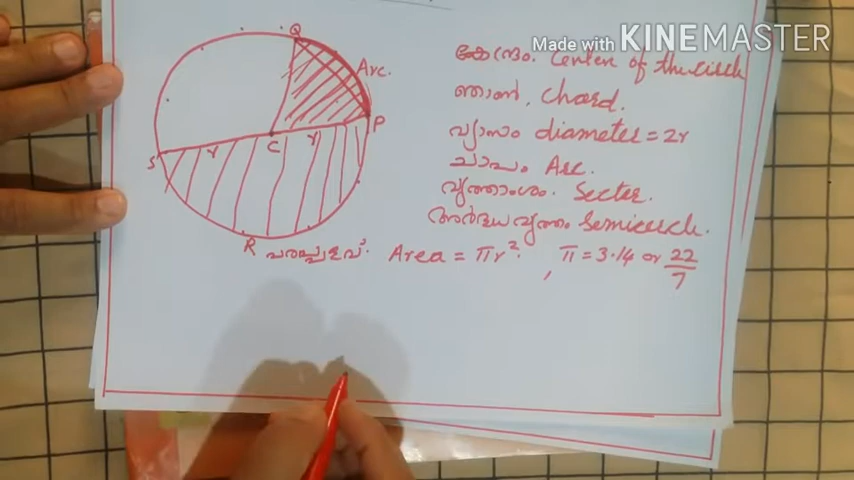 Made with KINEMASTER
Q
Arc.
P
S
r
C
r
R
കേന്ദ്രം. Center of the circle
ഞാൺ, Chord.
വ്യാസം diameter = 2r
ചാപം Arc.
വൃത്താംശം. Secter.
അർദ്ധവൃത്തം Semicircle.
പരപ്പളവ്. Area = πr². , π = 3.14 or 22/7